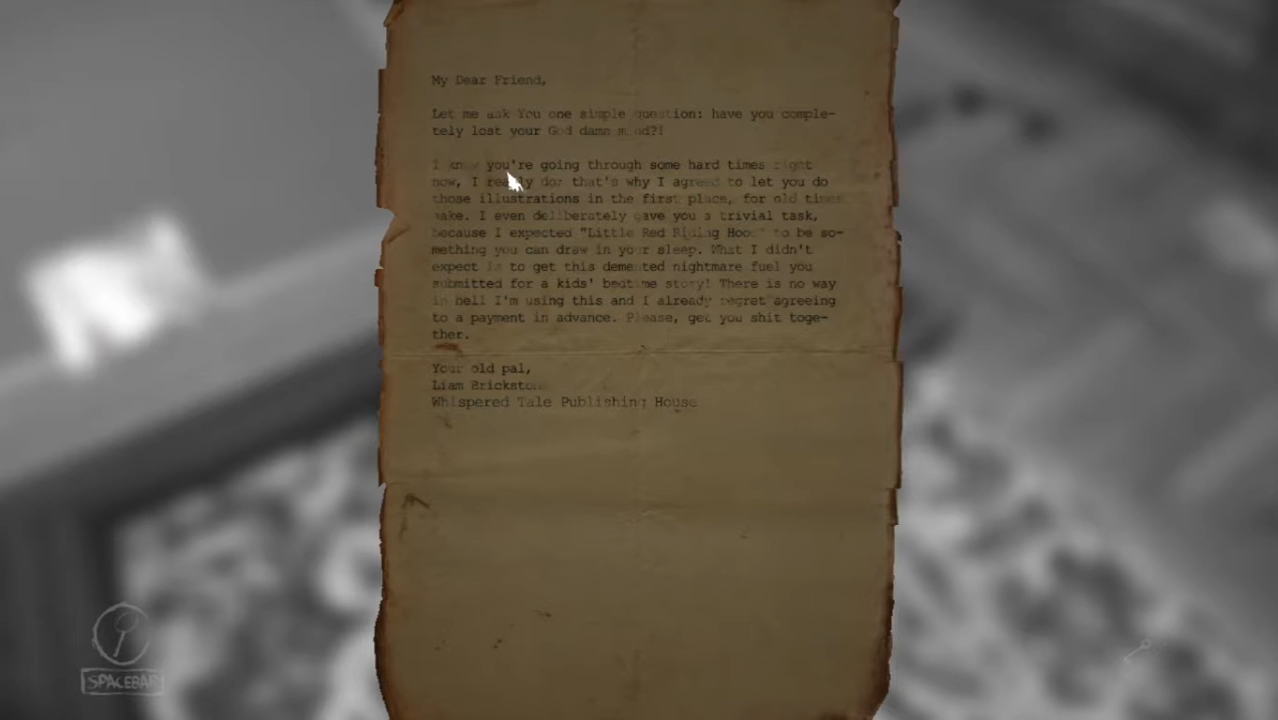 My Dear Friend,
Let me ask You one simple question: have you comple-
tely lost your God damn mind?!
I know you're going through some hard times right
now, I really do: that's why I agreed to let you do
those illustrations in the first place, for old times
sake. I even deliberately gave you a trivial task,
because I expected "Little Red Riding Hood" to be so-
mething you can draw in your sleep. What I didn't
expect is to get this demented nightmare fuel you
submitted for a kids' bedtime story! There is no way
in hell I'm using this and I already regret agreeing
to a payment in advance. Please, get you shit toge-
ther.
Your old pal,
Liam Brickstone
Whispered Tale Publishing House
SPACEBAR